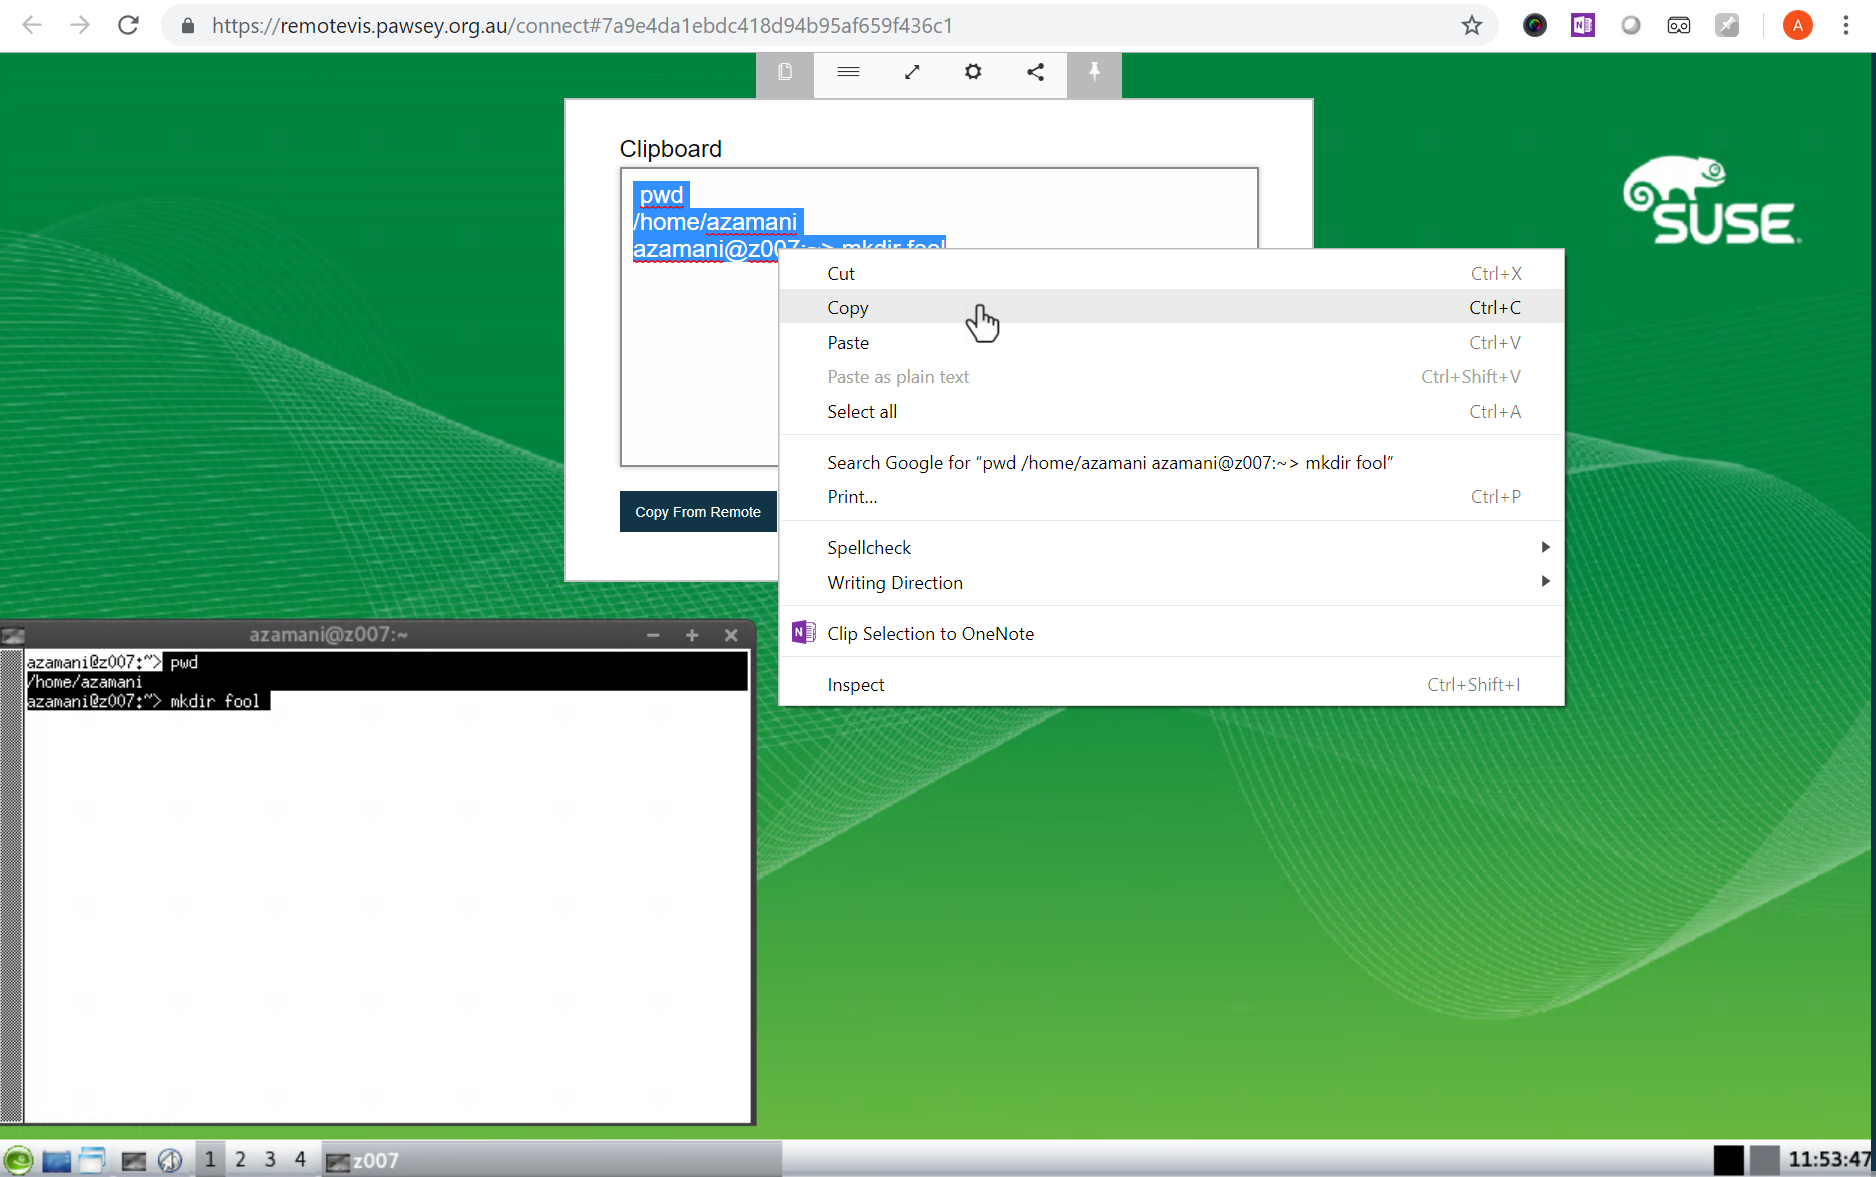 https://remotevis.pawsey.org.au/connect#7a9e4da1ebdc418d94b95af659f436c1
A
Clipboard
pwd
/home/azamani
azamani@z007:~> mkdir fool
SUSE
Cut Ctrl+X
Copy Ctrl+C
Paste Ctrl+V
Paste as plain text Ctrl+Shift+V
Select all Ctrl+A
Search Google for “pwd /home/azamani azamani@z007:~> mkdir fool”
Print... Ctrl+P
Copy From Remote
Spellcheck
Writing Direction
N Clip Selection to OneNote
Inspect Ctrl+Shift+I
azamani@z007:~
azamani@z007:~> pwd
/home/azamani
azamani@z007:~> mkdir fool
1 2 3 4 z007
11:53:47